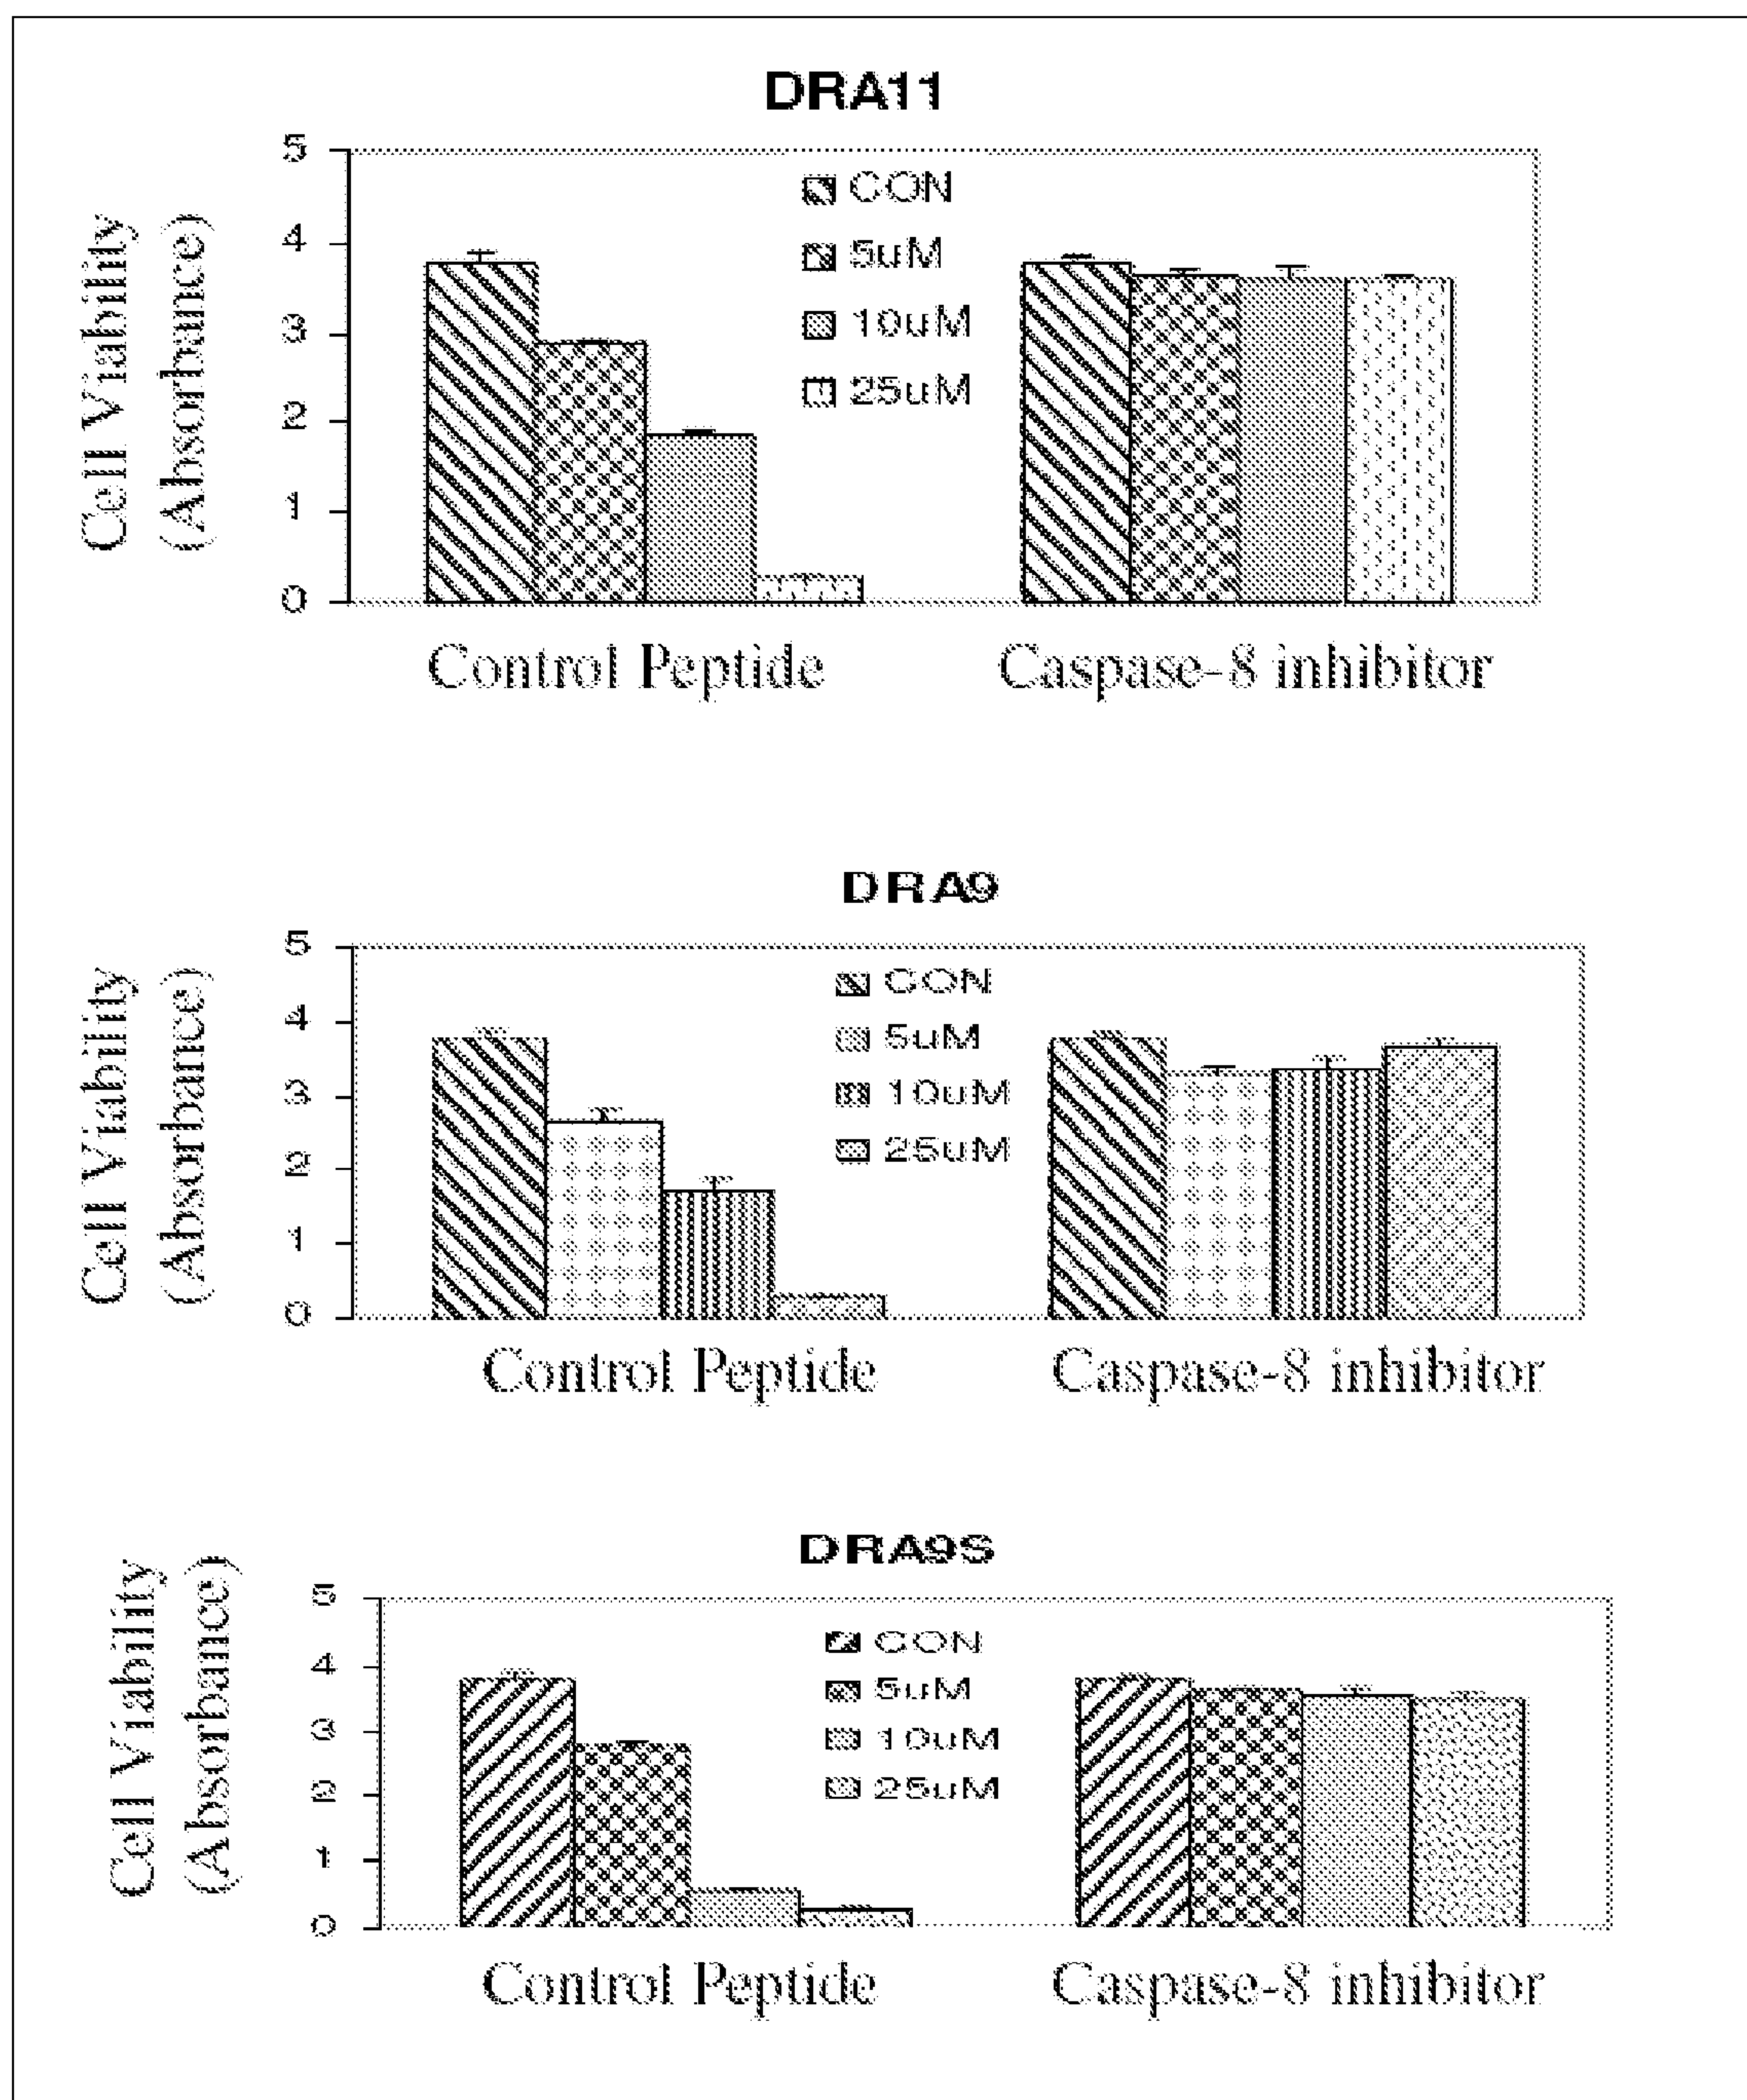 DRA11
Cell Viability
(Absorbance)
5
4
3
2
1
0
CON
5uM
10uM
25uM
Control Peptide
Caspase-8 inhibitor
DRA9
Cell Viability
(Absorbance)
5
4
3
2
1
0
CON
5uM
10uM
25uM
Control Peptide
Caspase-8 inhibitor
DRA9S
Cell Viability
(Absorbance)
5
4
3
2
1
0
CON
5uM
10uM
25uM
Control Peptide
Caspase-8 inhibitor